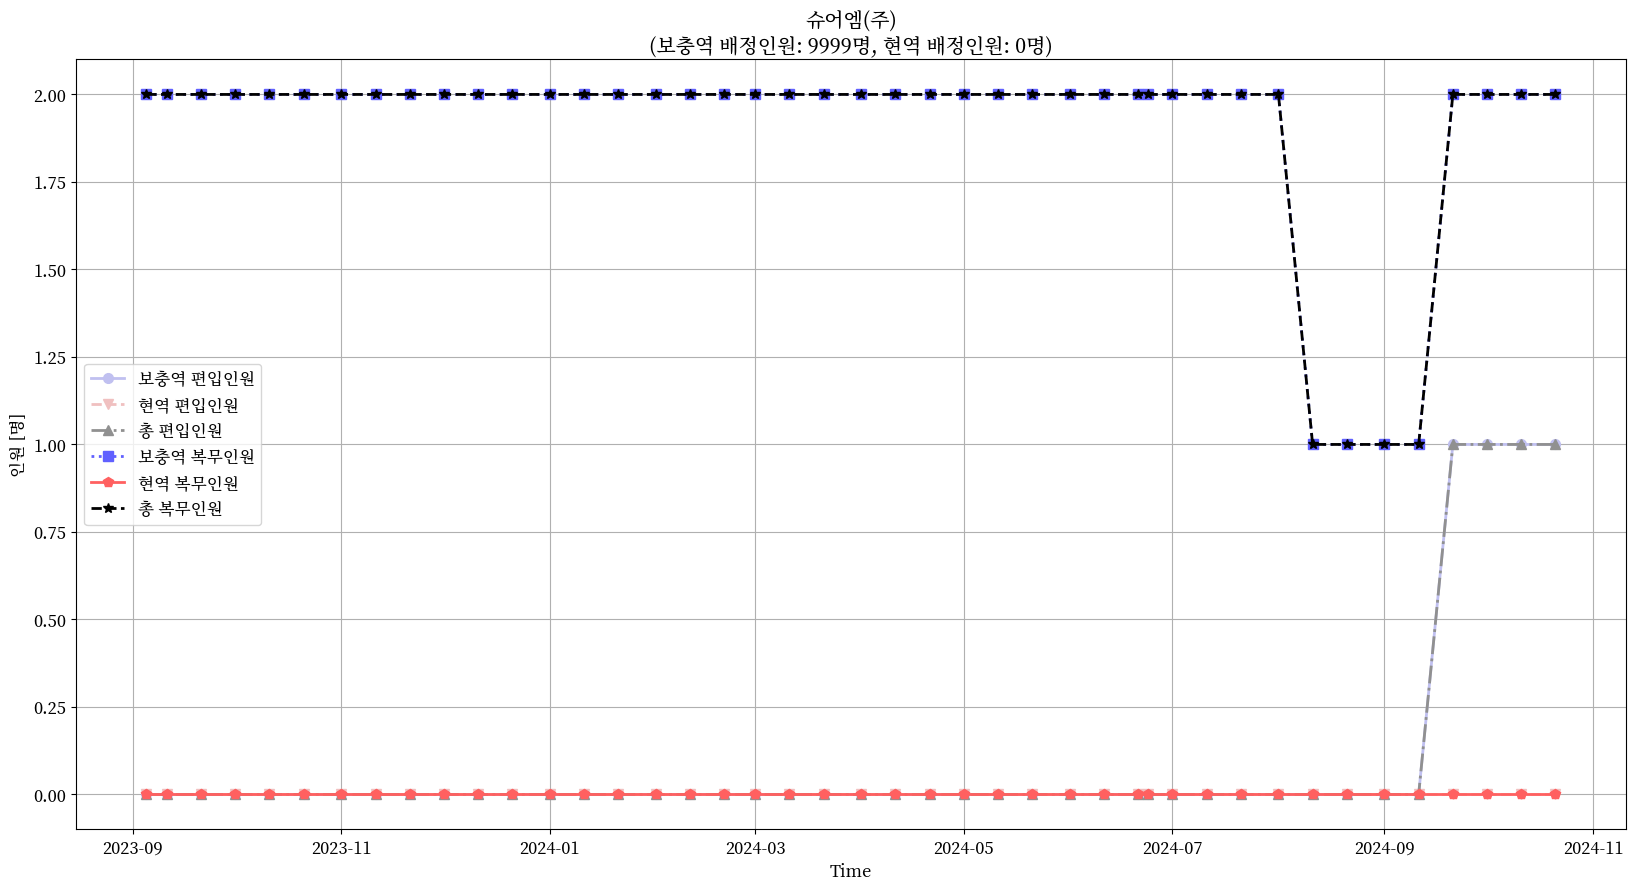 슈어엠(주)
(보충역 배정인원: 9999명, 현역 배정인원: 0명)
2.00
1.75
1.50
1.25
1.00
0.75
0.50
0.25
0.00
인원 [명]
보충역 편입인원
현역 편입인원
총 편입인원
보충역 복무인원
현역 복무인원
총 복무인원
2023-09
2023-11
2024-01
2024-03
2024-05
2024-07
2024-09
2024-11
Time